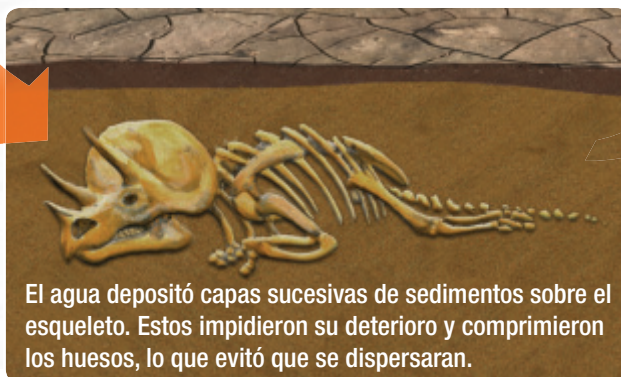 El agua depositó capas sucesivas de sedimentos sobre el
esqueleto. Estos impidieron su deterioro y comprimieron
los huesos, lo que evitó que se dispersaran.